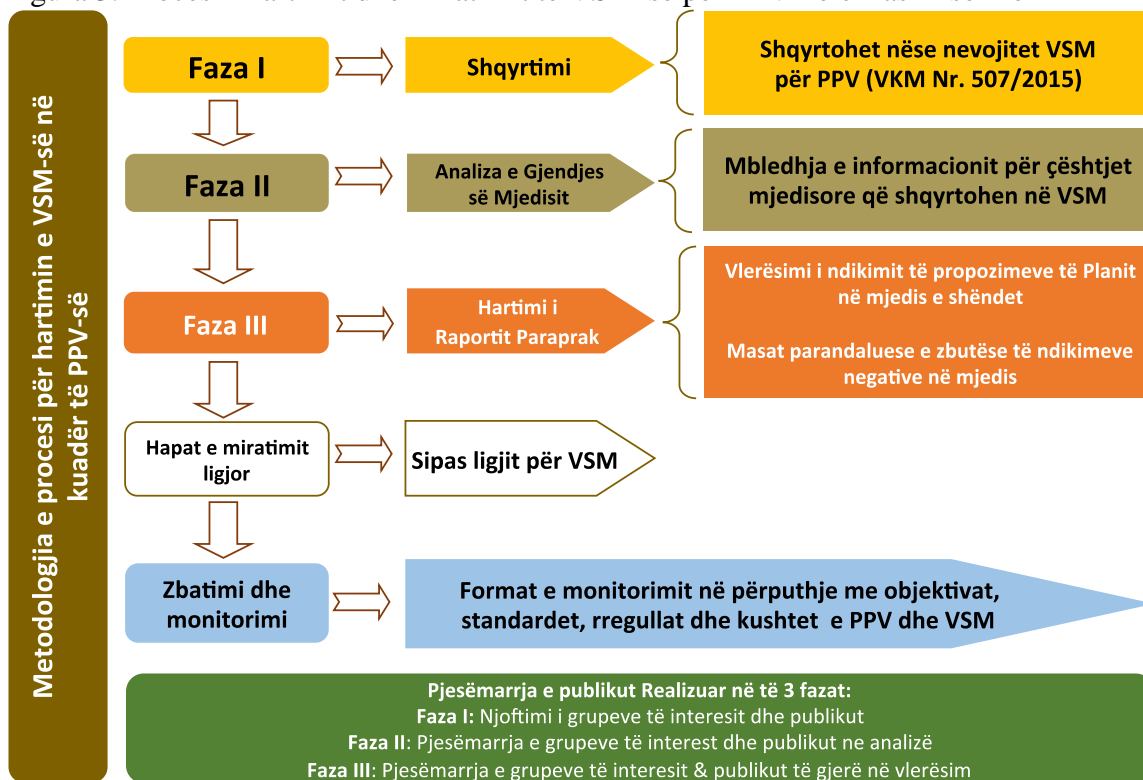 Metodologjia e procesi për hartimin e VSM-së në
kuadër të PPV-së
Faza I
Shqyrtimi
Shqyrtohet nëse nevojitet VSM
për PPV (VKM Nr. 507/2015)
Faza II
Analiza e Gjendjes
së Mjedisit
Mbledhja e informacionit për çështjet
mjedisore që shqyrtohen në VSM
Faza III
Hartimi i
Raportit Paraprak
Vlerësimi i ndikimit të propozimeve të Planit
në mjedis e shëndet
Masat parandaluese e zbutëse të ndikimeve
negative në mjedis
Hapat e miratimit
ligjor
Sipas ligjit për VSM
Zbatimi dhe
monitorimi
Format e monitorimit në përputhje me objektivat,
standardet, rregullat dhe kushtet e PPV dhe VSM
Pjesëmarrja e publikut Realizuar në të 3 fazat:
Faza I: Njoftimi i grupeve të interesit dhe publikut
Faza II: Pjesëmarrja e grupeve të interest dhe publikut ne analizë
Faza III: Pjesëmarrja e grupeve të interesit & publikut të gjerë në vlerësim